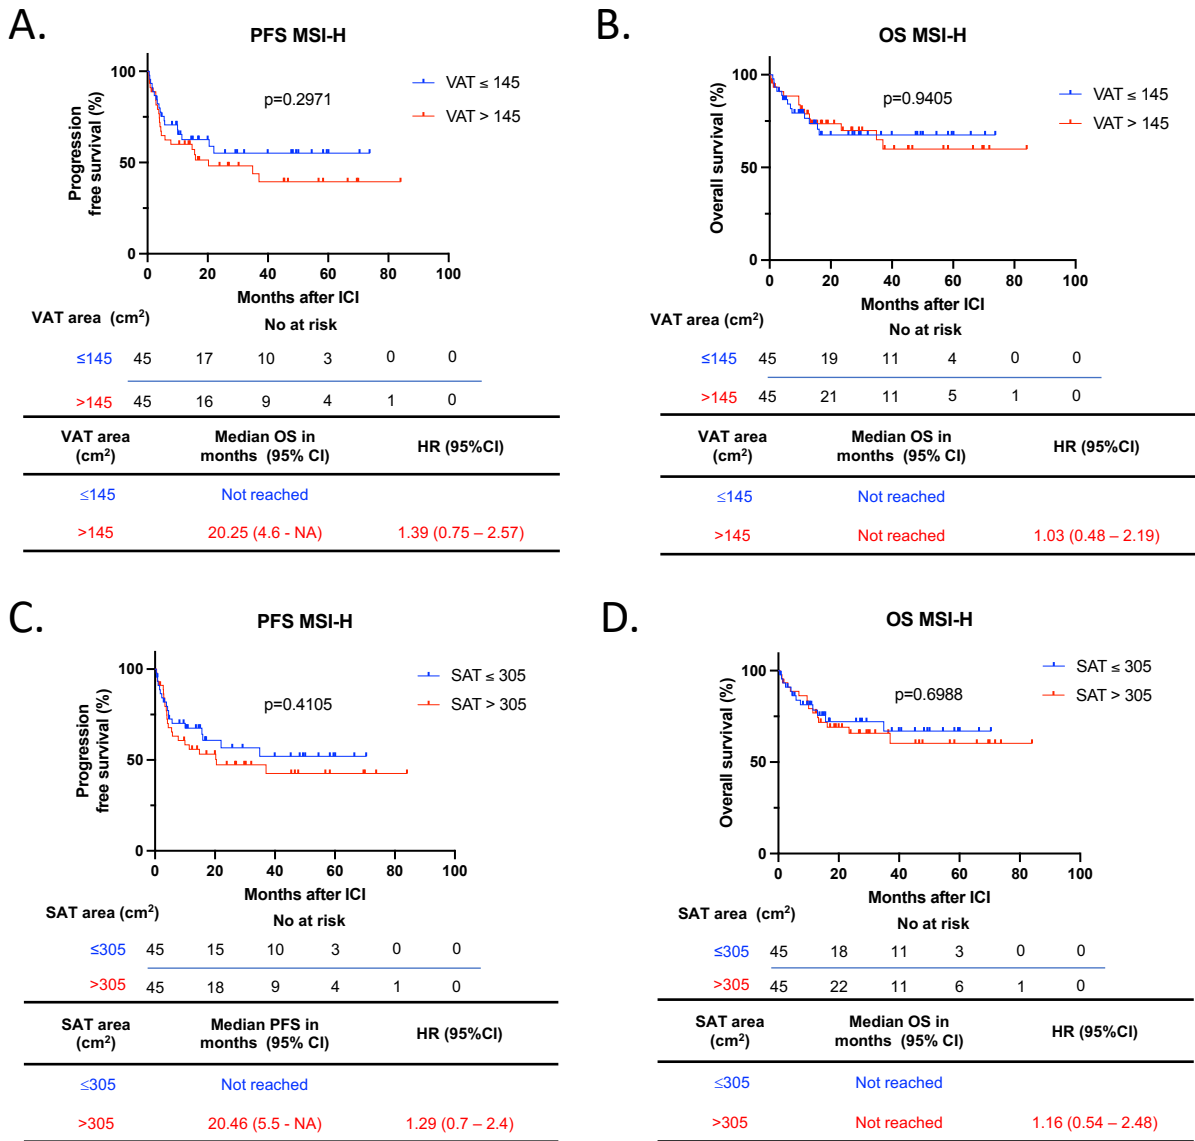 A.
PFS MSI-H
Progression
free survival (%)
100
50
0
p=0.2971
VAT ≤ 145
VAT > 145
0 20 40 60 80 100
Months after ICI
VAT area (cm²)
No at risk
≤145 45 17 10 3 0 0
>145 45 16 9 4 1 0
VAT area (cm²) Median OS in months (95% CI) HR (95%CI)
≤145 Not reached
>145 20.25 (4.6 - NA) 1.39 (0.75 – 2.57)
B.
OS MSI-H
Overall survival (%)
100
50
0
p=0.9405
VAT ≤ 145
VAT > 145
0 20 40 60 80 100
Months after ICI
VAT area (cm²)
No at risk
≤145 45 19 11 4 0 0
>145 45 21 11 5 1 0
VAT area (cm²) Median OS in months (95% CI) HR (95%CI)
≤145 Not reached
>145 Not reached 1.03 (0.48 – 2.19)
C.
PFS MSI-H
Progression
free survival (%)
100
50
0
p=0.4105
SAT ≤ 305
SAT > 305
0 20 40 60 80 100
Months after ICI
SAT area (cm²)
No at risk
≤305 45 15 10 3 0 0
>305 45 18 9 4 1 0
SAT area (cm²) Median PFS in months (95% CI) HR (95%CI)
≤305 Not reached
>305 20.46 (5.5 - NA) 1.29 (0.7 – 2.4)
D.
OS MSI-H
Overall survival (%)
100
50
0
p=0.6988
SAT ≤ 305
SAT > 305
0 20 40 60 80 100
Months after ICI
SAT area (cm²)
No at risk
≤305 45 18 11 3 0 0
>305 45 22 11 6 1 0
SAT area (cm²) Median OS in months (95% CI) HR (95%CI)
≤305 Not reached
>305 Not reached 1.16 (0.54 – 2.48)